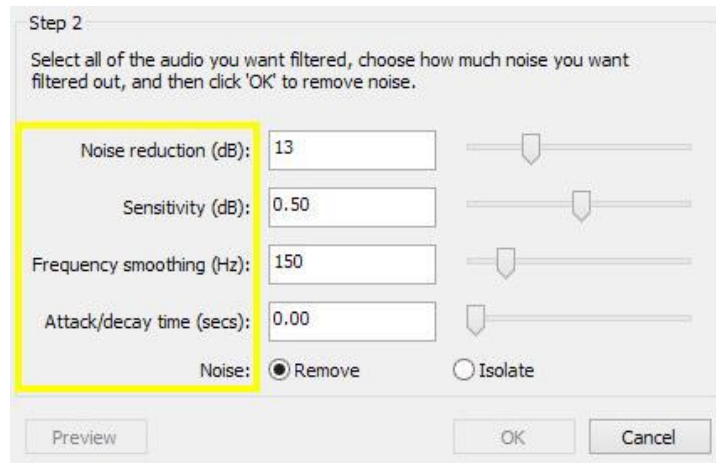 Step 2
Select all of the audio you want filtered, choose how much noise you want
filtered out, and then click 'OK' to remove noise.
Noise reduction (dB): 13
Sensitivity (dB): 0.50
Frequency smoothing (Hz): 150
Attack/decay time (secs): 0.00
Noise: Remove Isolate
Preview OK Cancel